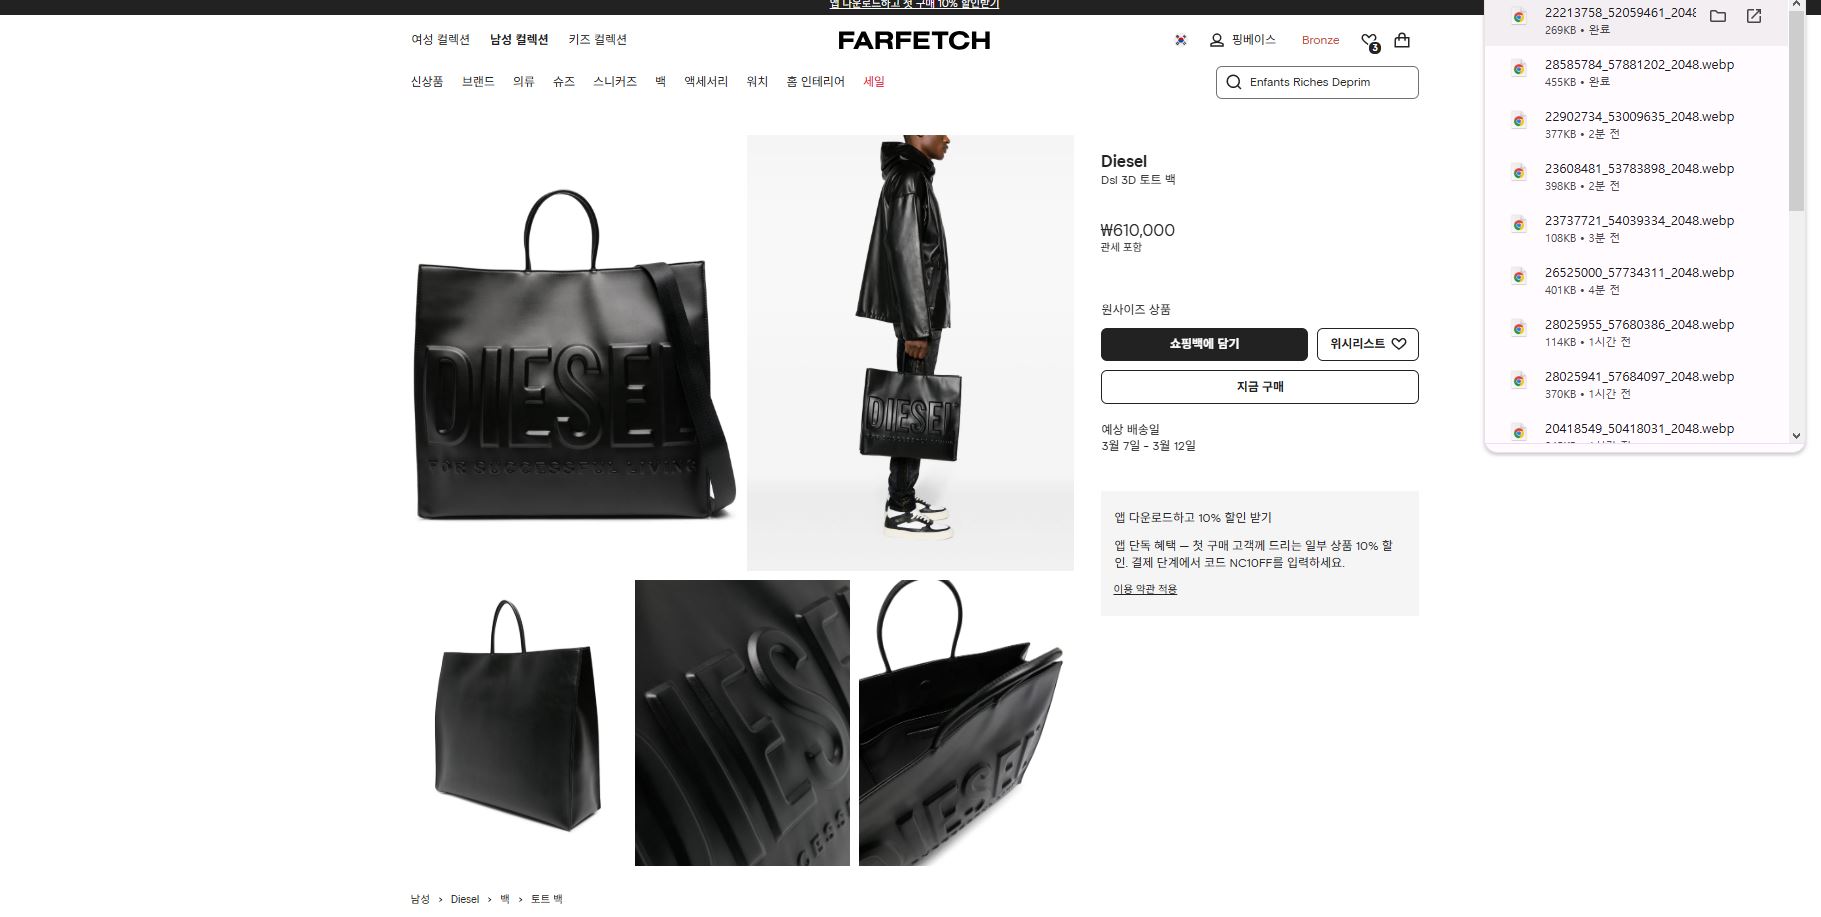 앱 다운로드하고 첫 구매 10% 할인받기
여성 컬렉션 남성 컬렉션 키즈 컬렉션
FARFETCH
핑베이스 Bronze 3
신상품 브랜드 의류 슈즈 스니커즈 백 액세서리 워치 홈 인테리어 세일
Enfants Riches Deprim
DIESEL
FOR SUCCESSFUL LIVING
DIESEL
Diesel
Dsl 3D 토트 백
₩610,000
관세 포함
원사이즈 상품
쇼핑백에 담기
위시리스트
지금 구매
예상 배송일
3월 7일 - 3월 12일
앱 다운로드하고 10% 할인 받기
앱 단독 혜택 — 첫 구매 고객께 드리는 일부 상품 10% 할
인. 결제 단계에서 코드 NC10FF를 입력하세요.
이용 약관 적용
DIESEL
DIESEL
남성 › Diesel › 백 › 토트 백
22213758_52059461_2048
269KB • 완료
28585784_57881202_2048.webp
455KB • 완료
22902734_53009635_2048.webp
377KB • 2분 전
23608481_53783898_2048.webp
398KB • 2분 전
23737721_54039334_2048.webp
108KB • 3분 전
26525000_57734311_2048.webp
401KB • 4분 전
28025955_57680386_2048.webp
114KB • 1시간 전
28025941_57684097_2048.webp
370KB • 1시간 전
20418549_50418031_2048.webp